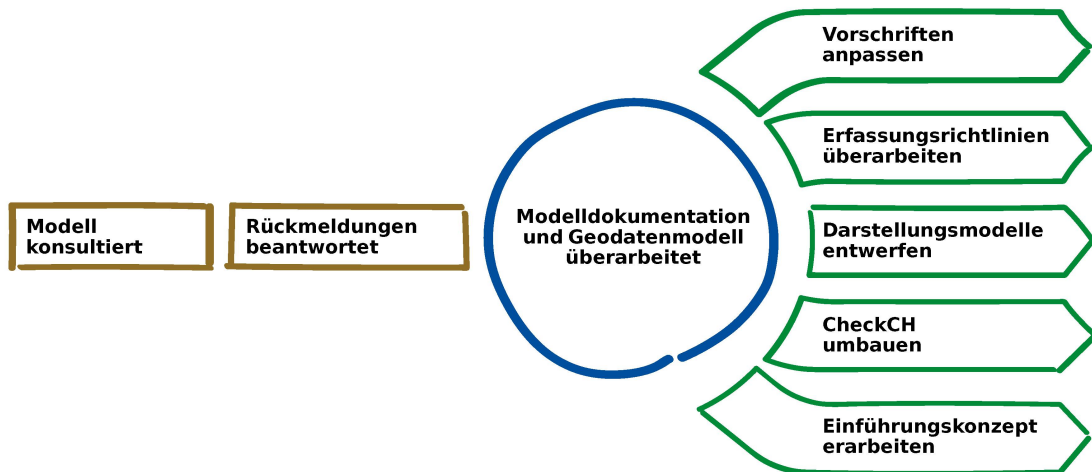 Modell
konsultiert
Rückmeldungen
beantwortet
Modelldokumentation
und Geodatenmodell
überarbeitet
Vorschriften
anpassen
Erfassungsrichtlinien
überarbeiten
Darstellungsmodelle
entwerfen
CheckCH
umbauen
Einführungskonzept
erarbeiten